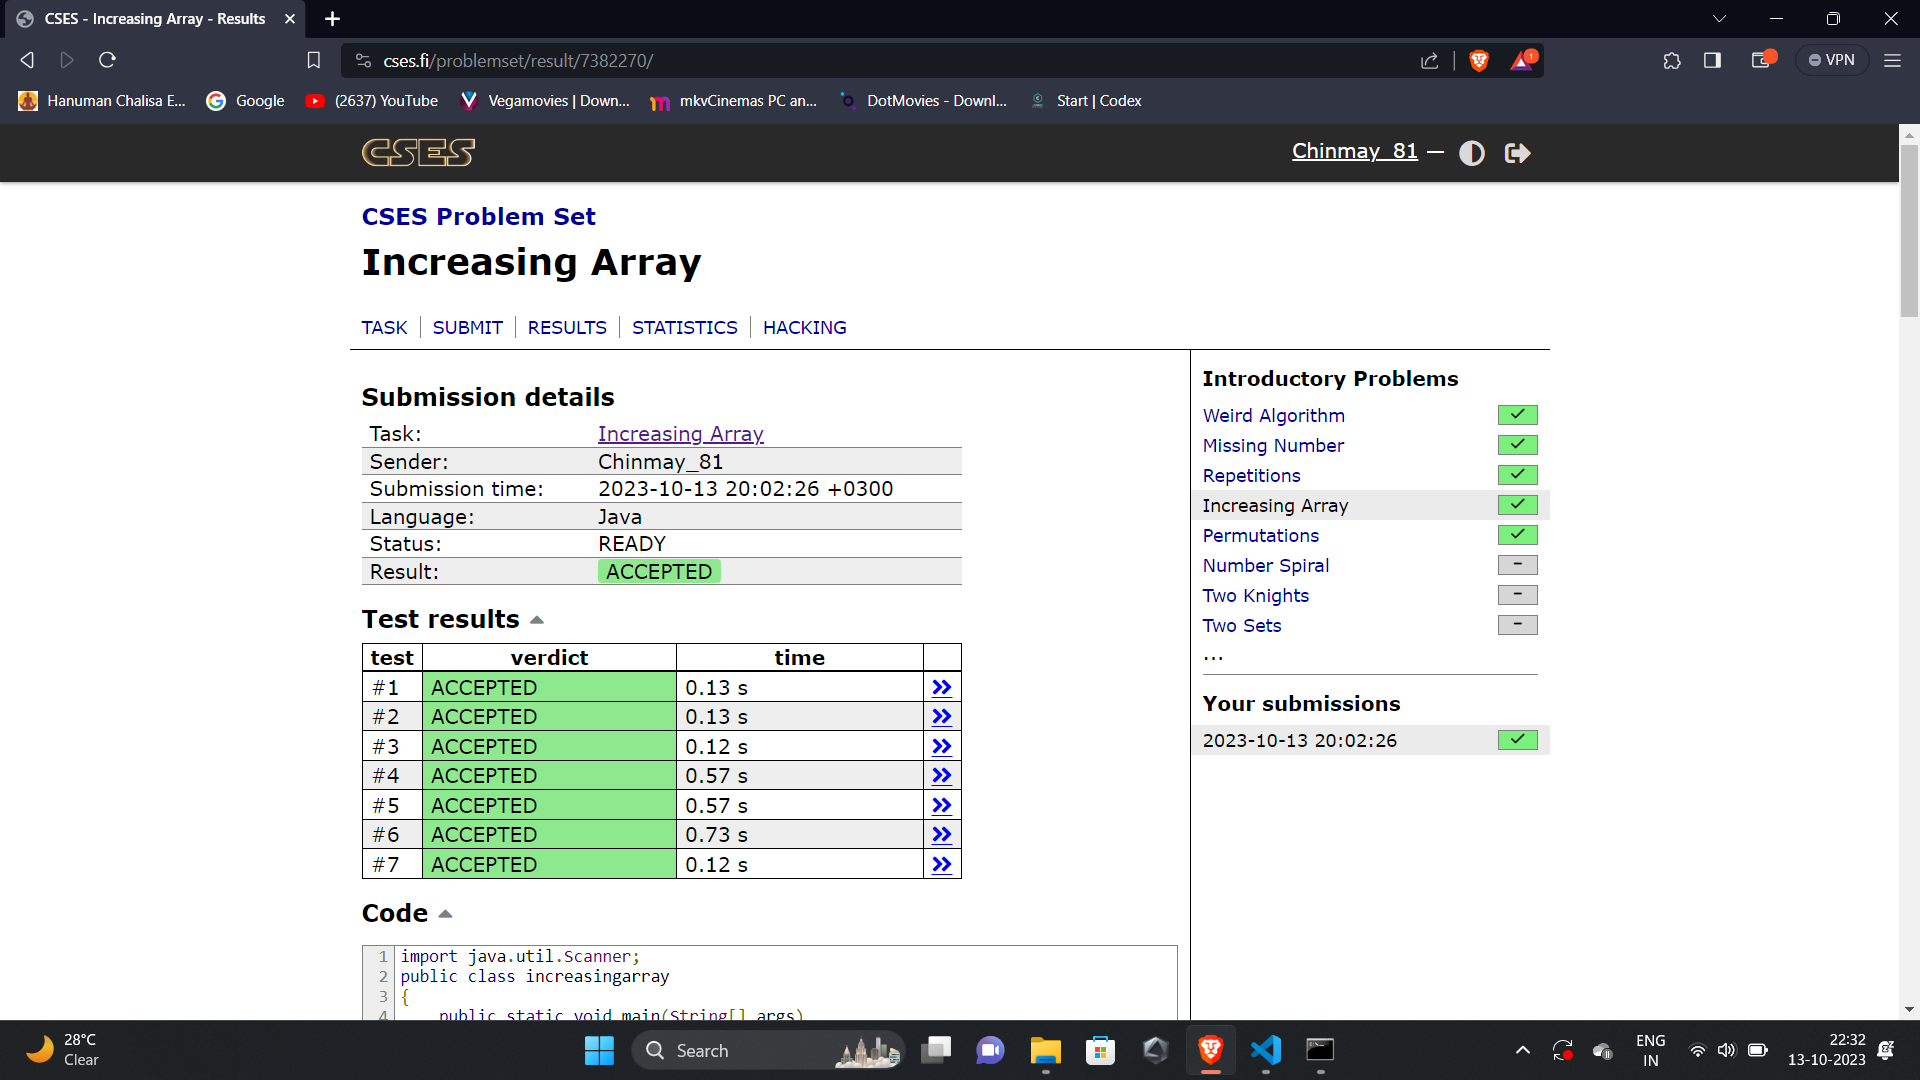 CSES - Increasing Array - Results
cses.fi/problemset/result/7382270/
1
VPN
Hanuman Chalisa E...
Google
(2637) YouTube
Vegamovies | Down...
mkvCinemas PC an...
DotMovies - Downl...
Start | Codex
CSES
Chinmay_81 —
CSES Problem Set
Increasing Array
TASK
SUBMIT
RESULTS
STATISTICS
HACKING
Submission details
Task: Increasing Array
Sender: Chinmay_81
Submission time: 2023-10-13 20:02:26 +0300
Language: Java
Status: READY
Result: ACCEPTED
Test results
test verdict time
#1 ACCEPTED 0.13 s
#2 ACCEPTED 0.13 s
#3 ACCEPTED 0.12 s
#4 ACCEPTED 0.57 s
#5 ACCEPTED 0.57 s
#6 ACCEPTED 0.73 s
#7 ACCEPTED 0.12 s
Code
1 import java.util.Scanner;
2 public class increasingarray
3 {
4 public static void main(String[] args)
Introductory Problems
Weird Algorithm
Missing Number
Repetitions
Increasing Array
Permutations
Number Spiral –
Two Knights –
Two Sets –
...
Your submissions
2023-10-13 20:02:26
28°C
Clear
Search
ENG
IN
22:32
13-10-2023